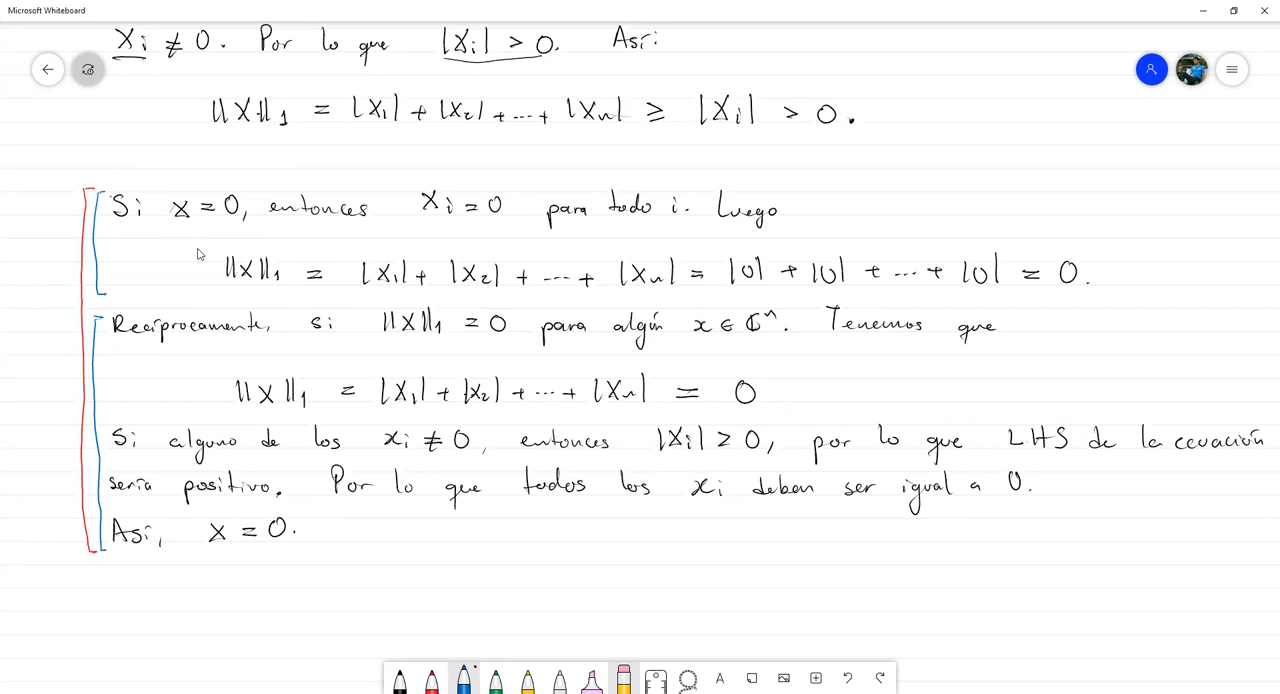 Microsoft Whiteboard
Xi ≠ 0. Por lo que |Xi| > 0. Así:
||X||₁ = |X₁| + |X₂| + ... + |Xn| ≥ |Xi| > 0.
Si x = 0, entonces Xi = 0 para todo i. Luego
||X||₁ = |X₁| + |X₂| + ... + |Xn| = |0| + |0| + ... + |0| = 0.
Recíprocamente, si ||X||₁ = 0 para algún x ∈ ℂⁿ. Tenemos que
||X||₁ = |X₁| + |X₂| + ... + |Xn| = 0
Si alguno de los xi ≠ 0, entonces |Xi| > 0, por lo que LHS de la ecuación
sería positivo. Por lo que todos los xi deben ser igual a 0.
Así, x = 0.
A